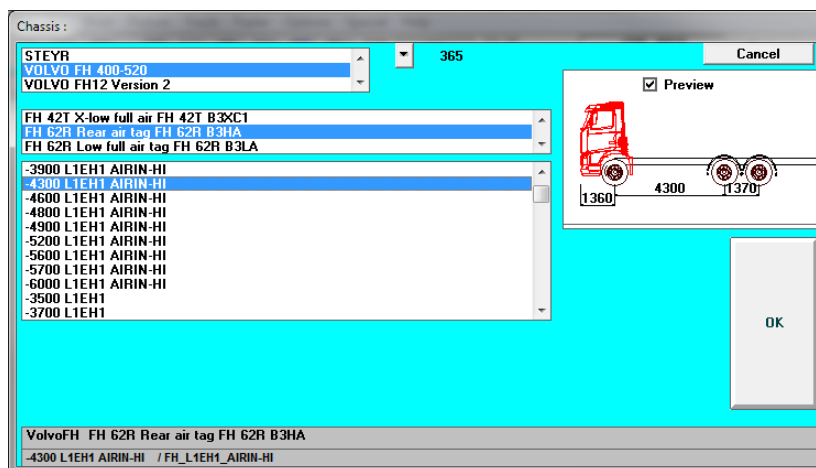 Chassis :
STEYR
VOLVO FH 400-520
VOLVO FH12 Version 2
365
Cancel
Preview
FH 42T X-low full air FH 42T B3XC1
FH 62R Rear air tag FH 62R B3HA
FH 62R Low full air tag FH 62R B3LA
-3900 L1EH1 AIRIN-HI
-4300 L1EH1 AIRIN-HI
-4600 L1EH1 AIRIN-HI
-4800 L1EH1 AIRIN-HI
-4900 L1EH1 AIRIN-HI
-5200 L1EH1 AIRIN-HI
-5600 L1EH1 AIRIN-HI
-5700 L1EH1 AIRIN-HI
-6000 L1EH1 AIRIN-HI
-3500 L1EH1
-3700 L1EH1
1360
4300
1370
OK
VolvoFH FH 62R Rear air tag FH 62R B3HA
-4300 L1EH1 AIRIN-HI / FH_L1EH1_AIRIN-HI